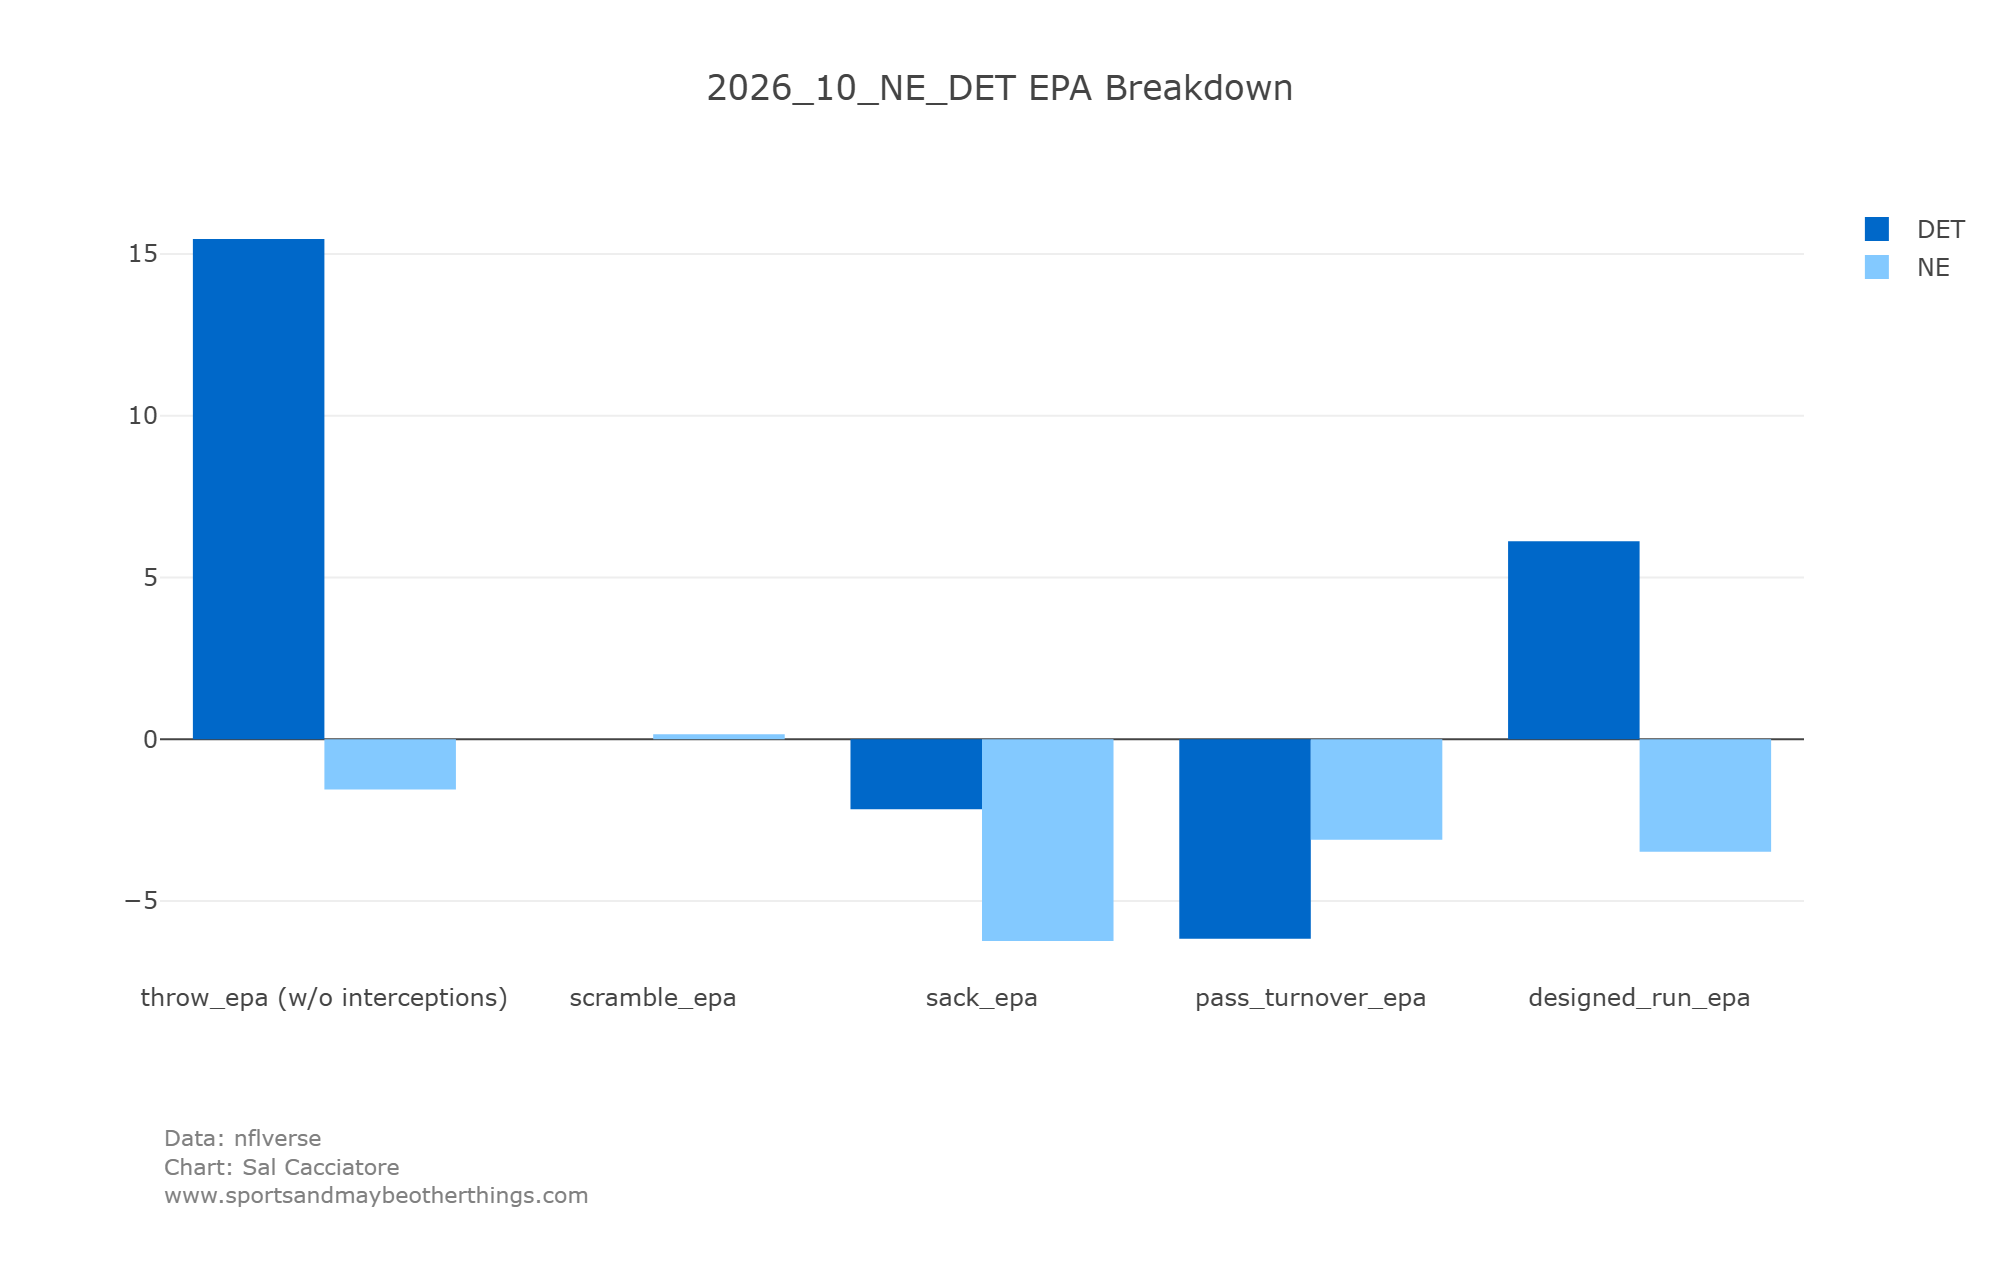 2026_10_NE_DET EPA Breakdown
DET
NE
15
10
5
0
−5
throw_epa (w/o interceptions)
scramble_epa
sack_epa
pass_turnover_epa
designed_run_epa
Data: nflverse
Chart: Sal Cacciatore
www.sportsandmaybeotherthings.com